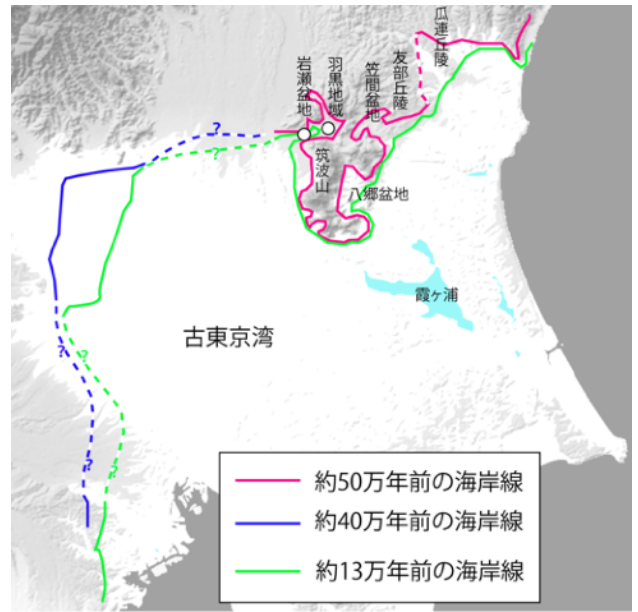 瓜連丘陵
友部丘陵
笠間盆地
羽黒地域
岩瀬盆地
?
?
筑波山
八郷盆地
霞ヶ浦
古東京湾
?
?
?
?
約50万年前の海岸線
約40万年前の海岸線
約13万年前の海岸線